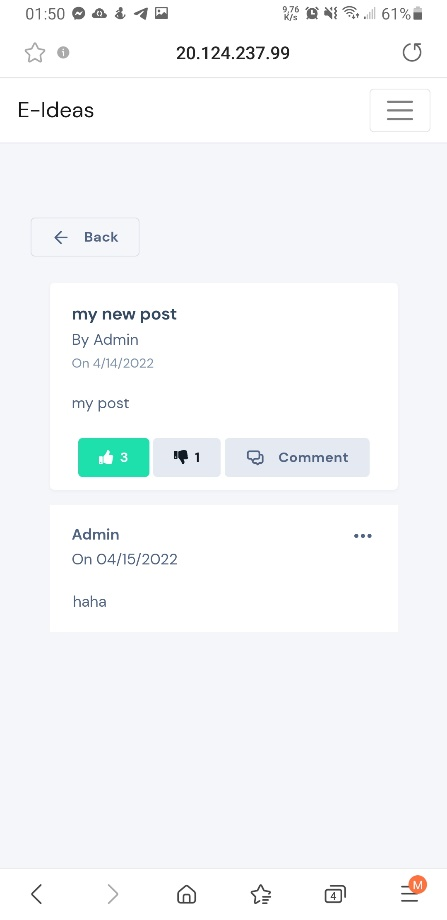 01:50
9,76
K/s
61%
20.124.237.99
E-Ideas
Back
my new post
By Admin
On 4/14/2022
my post
3
1
Comment
Admin
On 04/15/2022
haha
4
M